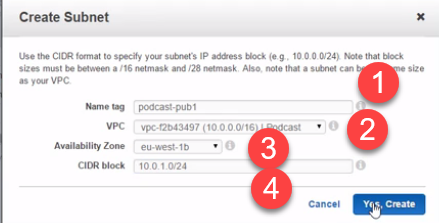 Create Subnet
Use the CIDR format to specify your subnet's IP address block (e.g., 10.0.0.0/24). Note that block
sizes must be between a /16 netmask and /28 netmask. Also, note that a subnet can be size
as your VPC.
1
Name tag podcast-pub1
VPC vpc-f2b43497 (10.0.0.0/16) | Podcast
2
Availability Zone eu-west-1b
3
CIDR block 10.0.1.0/24
4
Cancel Yes, Create